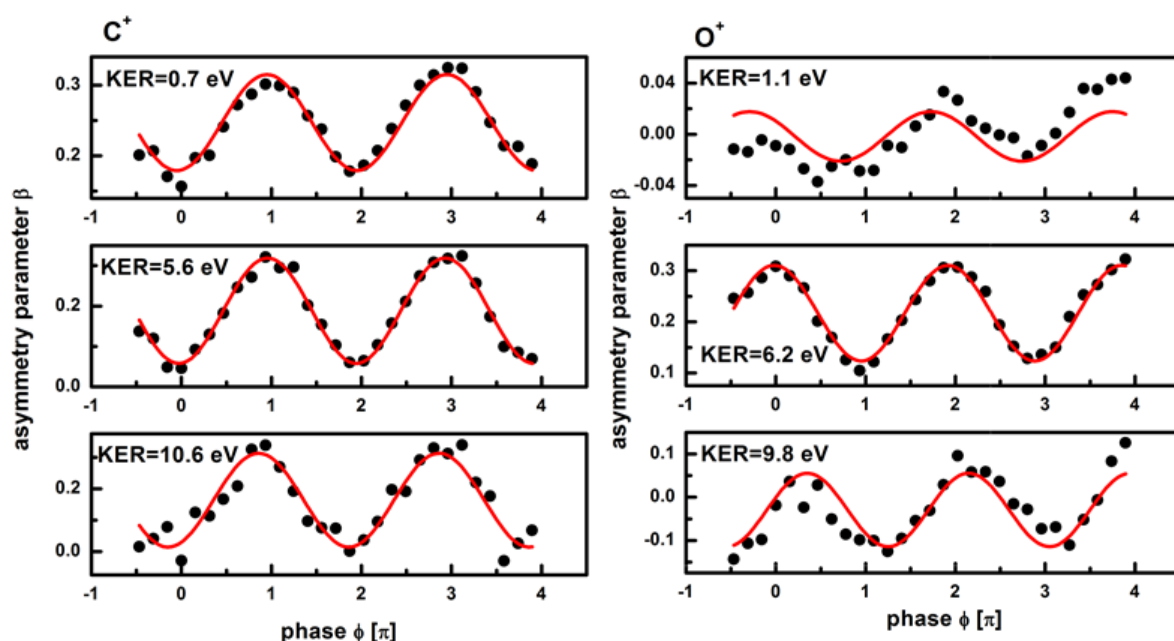 C+
O+
asymmetry parameter β
KER=0.7 eV
0.3
0.2
-1 0 1 2 3 4
KER=5.6 eV
0.2
0.0
-1 0 1 2 3 4
KER=10.6 eV
0.2
0.0
-1 0 1 2 3 4
phase ϕ [π]
asymmetry parameter β
KER=1.1 eV
0.04
0.00
-0.04
-1 0 1 2 3 4
0.3
0.2
KER=6.2 eV
0.1
-1 0 1 2 3 4
KER=9.8 eV
0.1
0.0
-0.1
-1 0 1 2 3 4
phase ϕ [π]